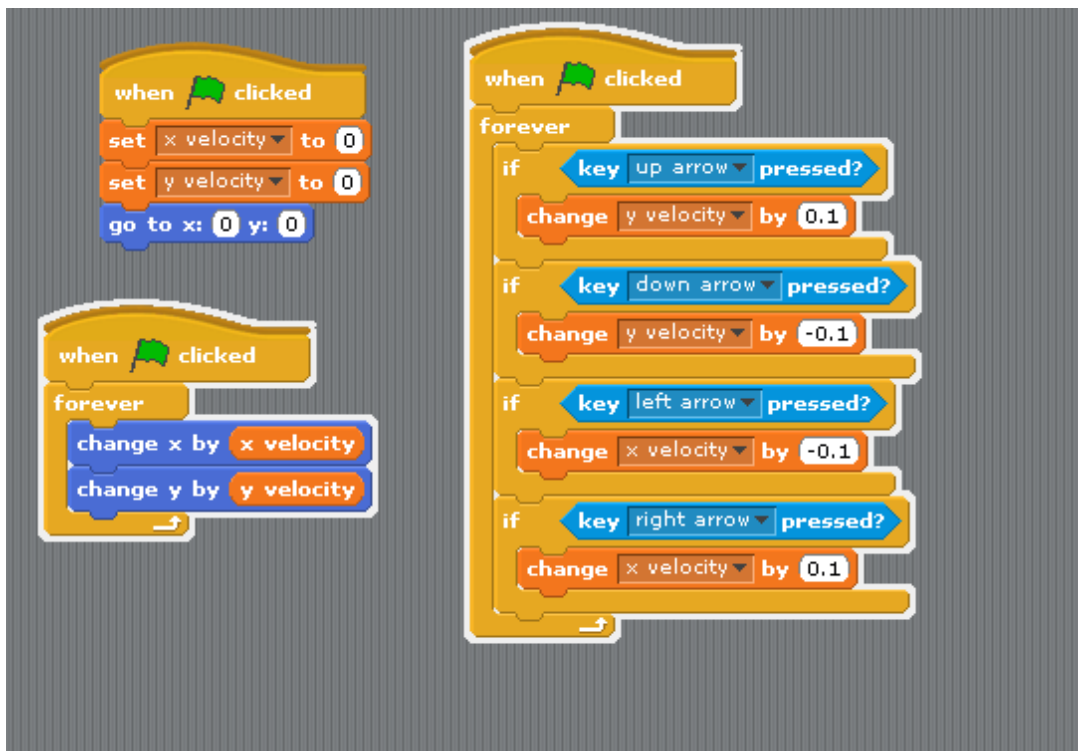 when clicked
set x velocity to 0
set y velocity to 0
go to x: 0 y: 0
when clicked
forever
change x by x velocity
change y by y velocity
when clicked
forever
if key up arrow pressed?
change y velocity by 0.1
if key down arrow pressed?
change y velocity by -0.1
if key left arrow pressed?
change x velocity by -0.1
if key right arrow pressed?
change x velocity by 0.1